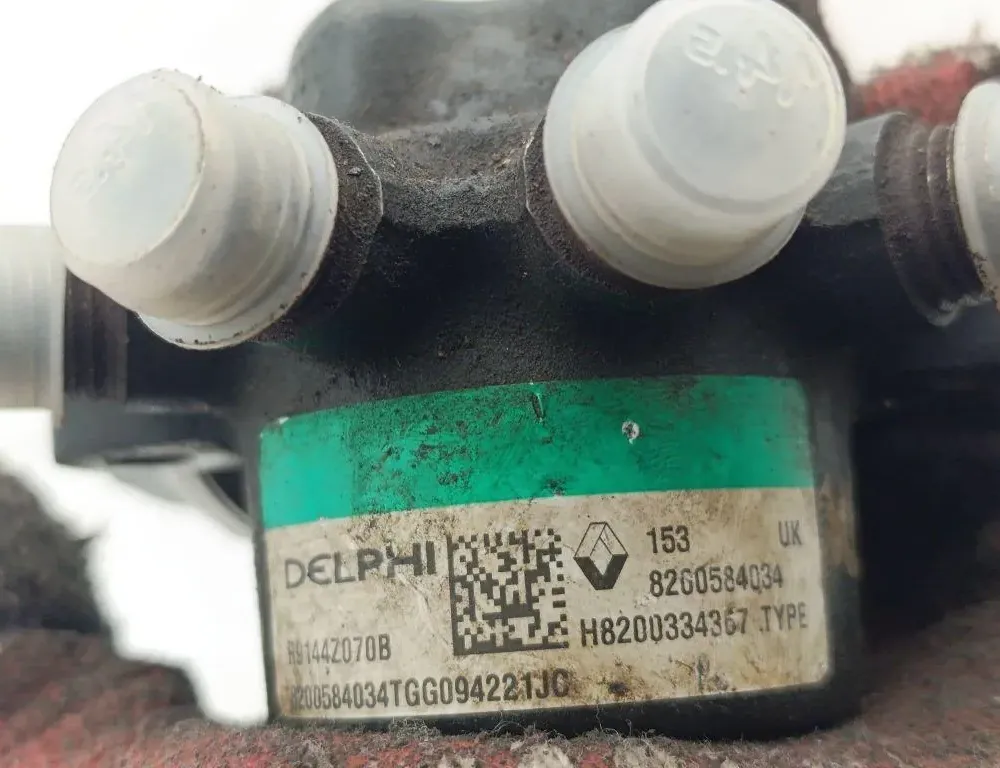 DELPHI
153 UK
8200584034
H8200334367 .TYPE
R9144Z070B
8200584034TGG094221JC